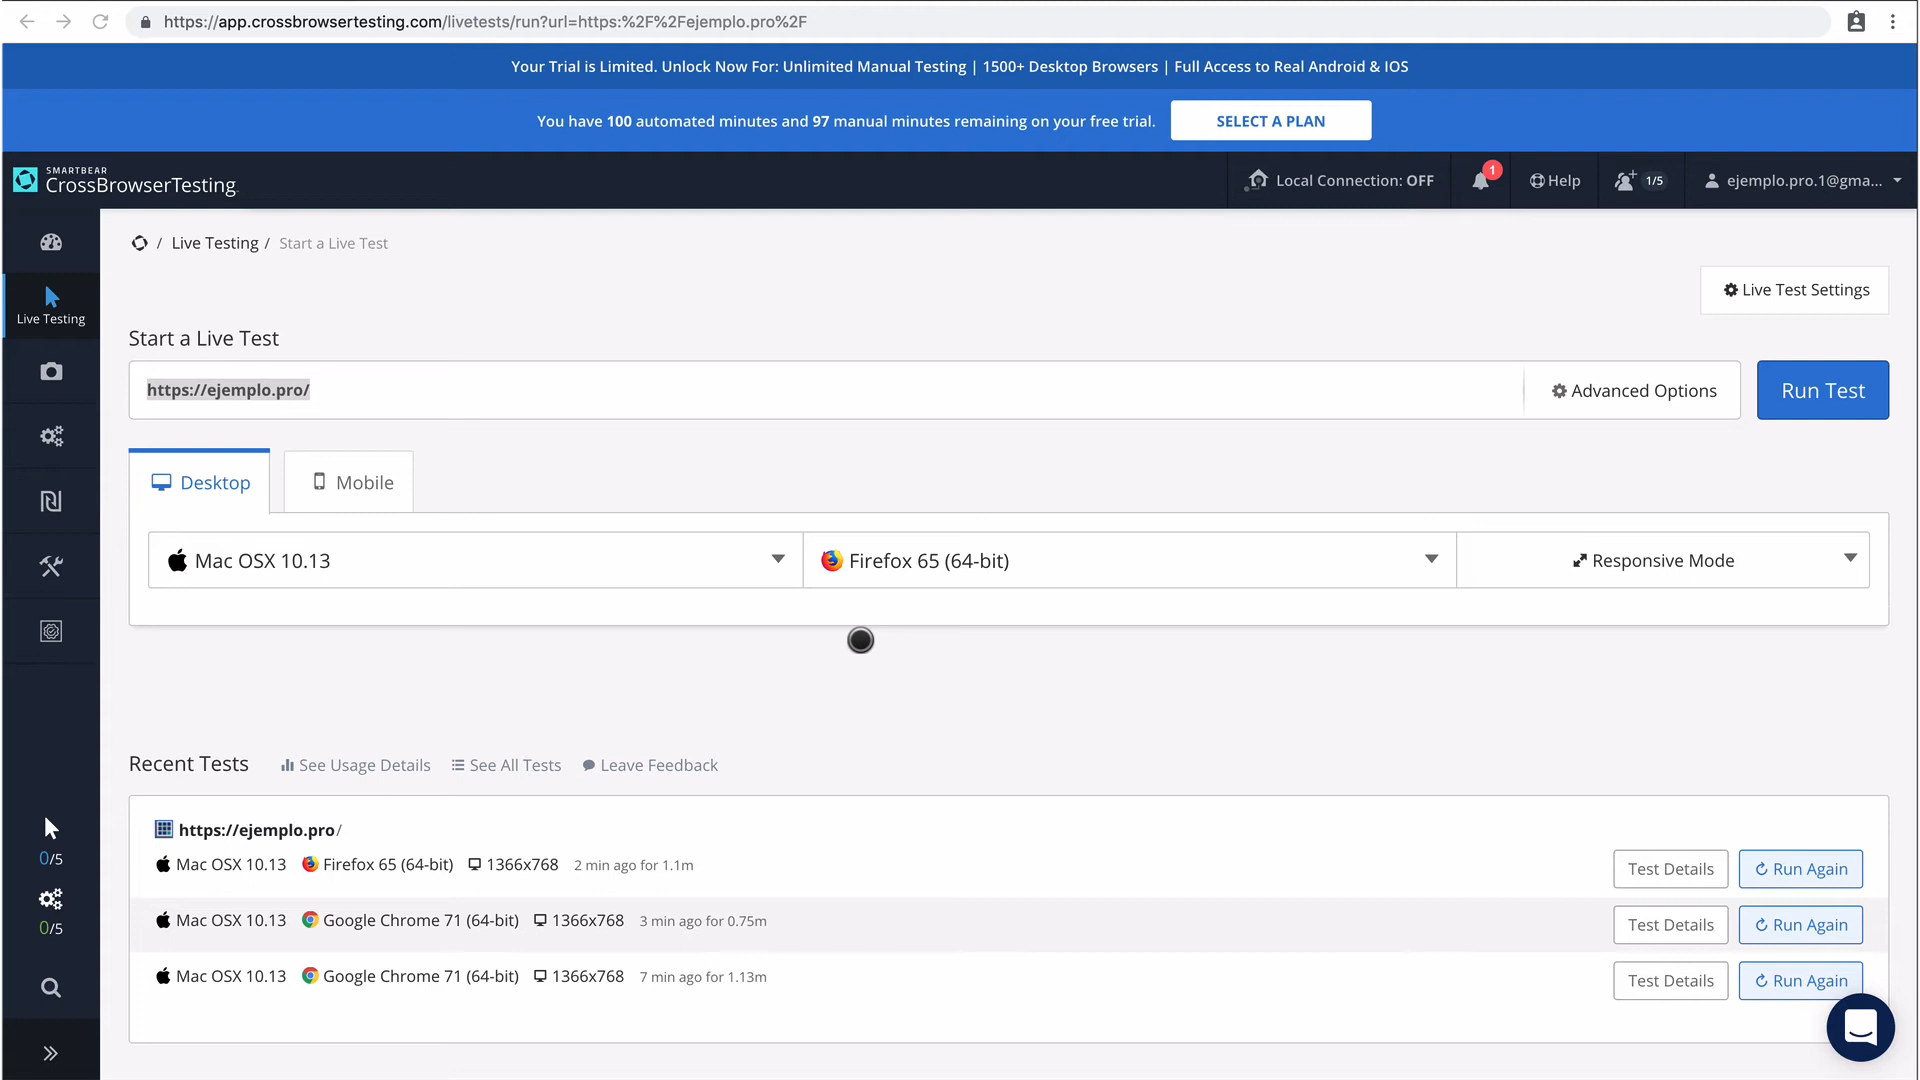 https://app.crossbrowsertesting.com/livetests/run?url=https:%2F%2Fejemplo.pro%2F
Your Trial is Limited. Unlock Now For: Unlimited Manual Testing | 1500+ Desktop Browsers | Full Access to Real Android & IOS
You have 100 automated minutes and 97 manual minutes remaining on your free trial. SELECT A PLAN
SMARTBEAR
CrossBrowserTesting
Local Connection: OFF 1 Help 1/5 ejemplo.pro.1@gma...
/ Live Testing / Start a Live Test
Live Test Settings
Live Testing
Start a Live Test
https://ejemplo.pro/ Advanced Options Run Test
Desktop Mobile
Mac OSX 10.13 Firefox 65 (64-bit) Responsive Mode
Recent Tests See Usage Details See All Tests Leave Feedback
https://ejemplo.pro/
Mac OSX 10.13 Firefox 65 (64-bit) 1366x768 2 min ago for 1.1m Test Details Run Again
Mac OSX 10.13 Google Chrome 71 (64-bit) 1366x768 3 min ago for 0.75m Test Details Run Again
Mac OSX 10.13 Google Chrome 71 (64-bit) 1366x768 7 min ago for 1.13m Test Details Run Again
0/5
0/5